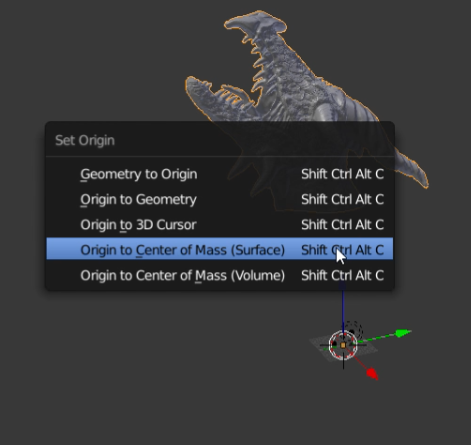 Set Origin
Geometry to Origin Shift Ctrl Alt C
Origin to Geometry Shift Ctrl Alt C
Origin to 3D Cursor Shift Ctrl Alt C
Origin to Center of Mass (Surface) Shift Ctrl Alt C
Origin to Center of Mass (Volume) Shift Ctrl Alt C